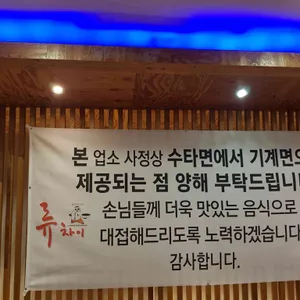 본 업소 사정상 수타면에서 기계면으
제공되는 점 양해 부탁드립니
손님들께 더욱 맛있는 음식으로
대접해드리도록 노력하겠습니다
감사합니다.
류차이